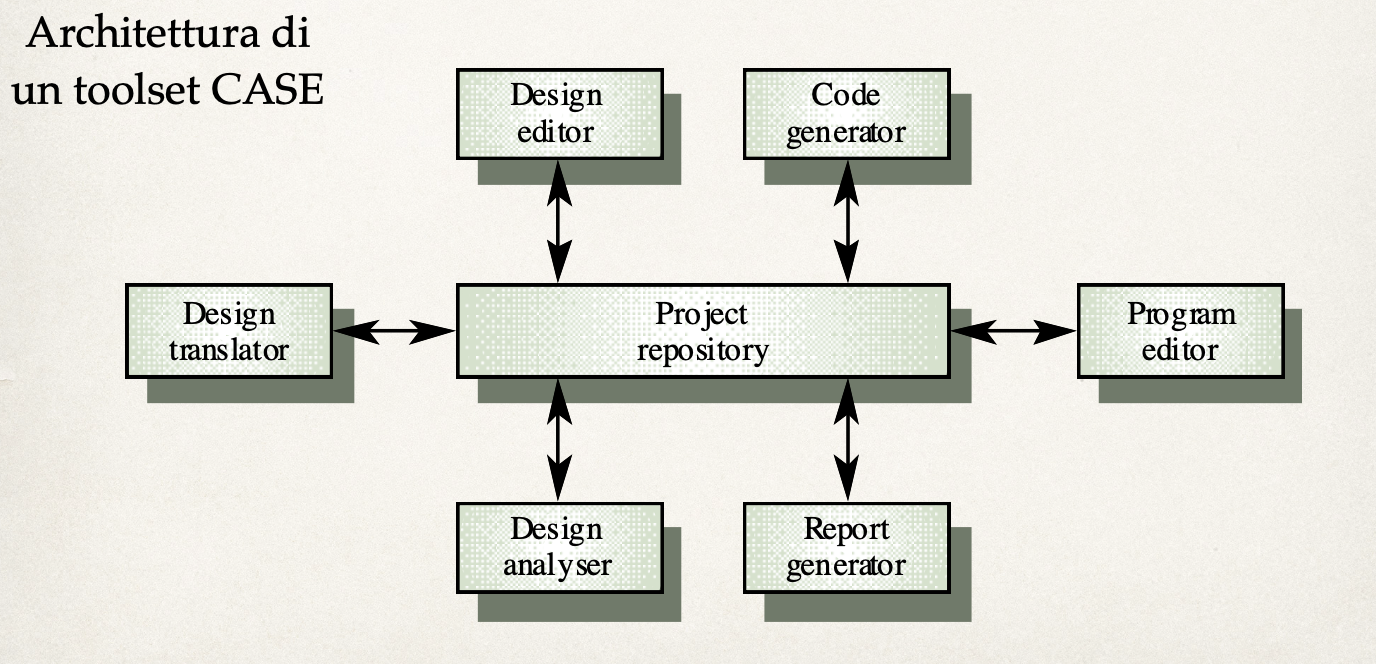 Architettura di
un toolset CASE
Design
editor
Code
generator
Design
translator
Project
repository
Program
editor
Design
analyser
Report
generator